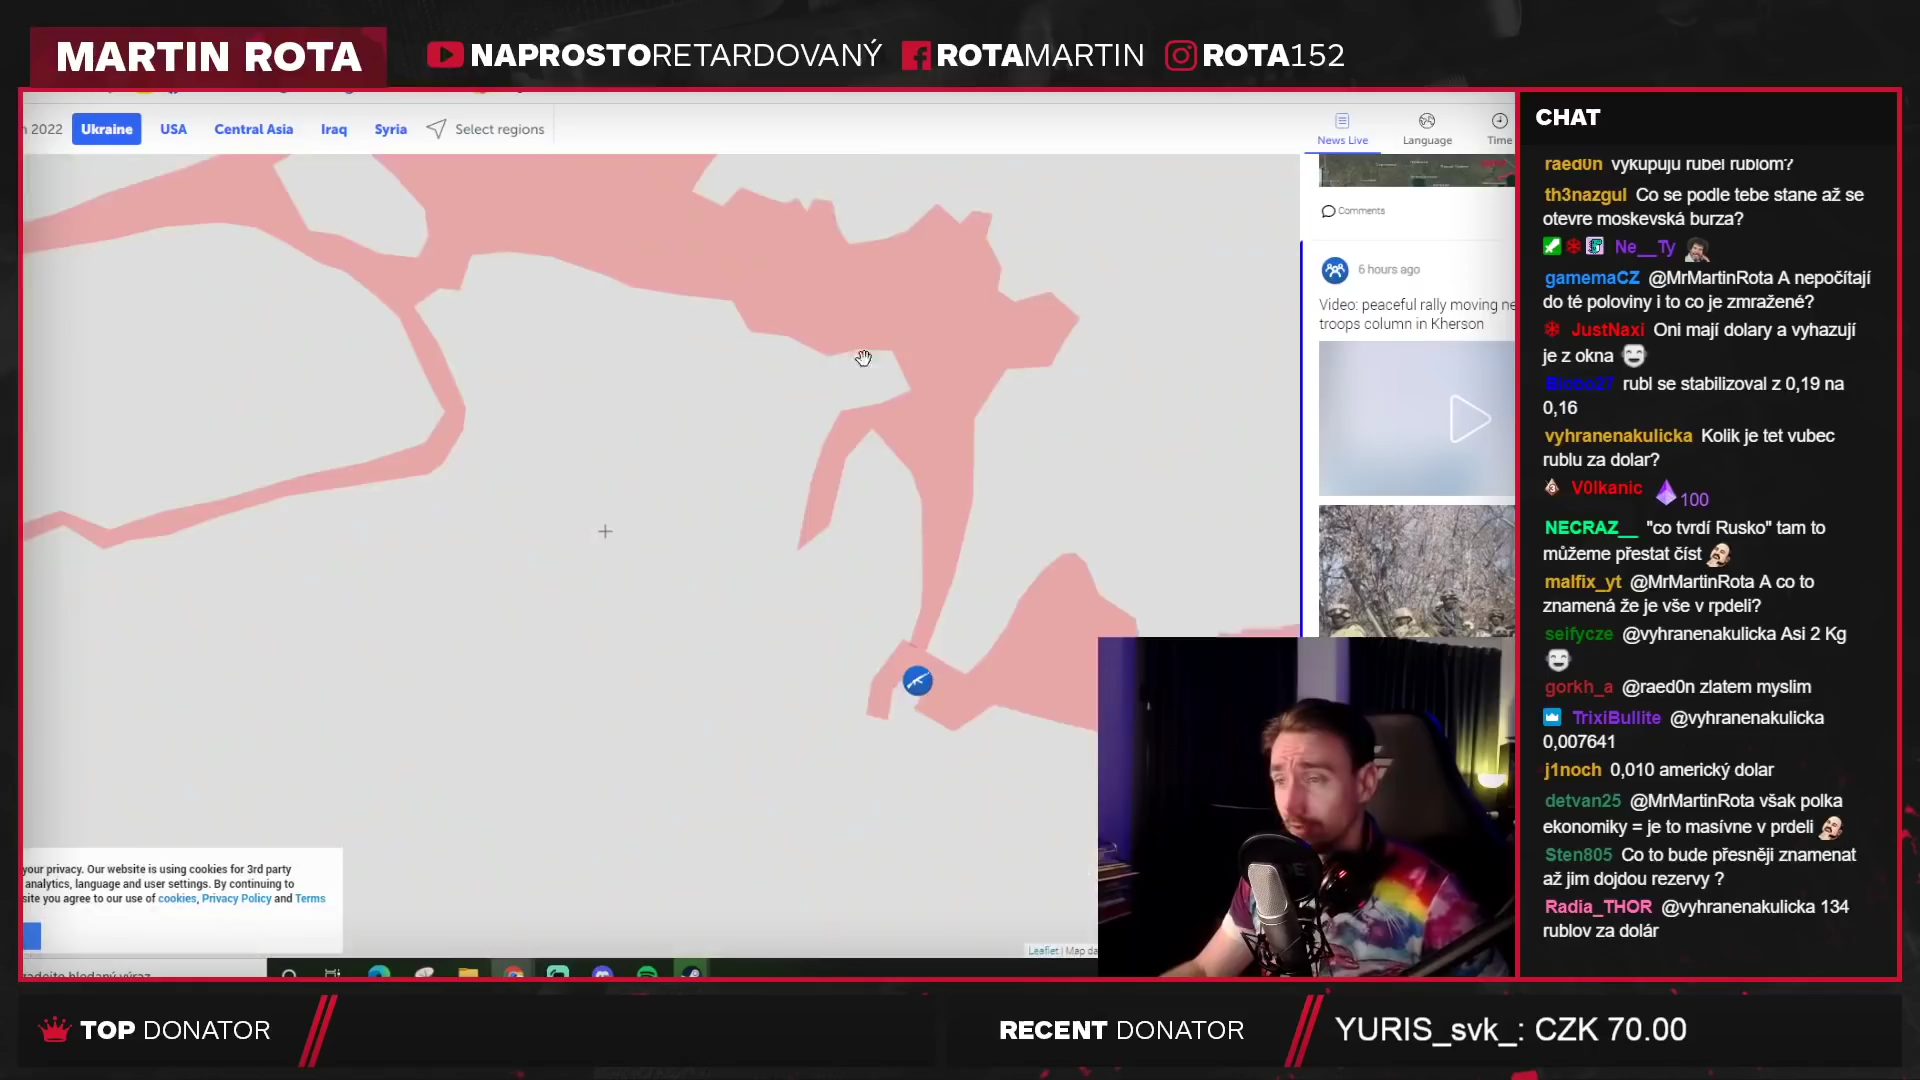 MARTIN ROTA
NAPROSTORETARDOVANÝ
ROTAMARTIN
ROTA152
2022
Ukraine
USA
Central Asia
Iraq
Syria
Select regions
News Live
Language
Time
Comments
6 hours ago
Video: peaceful rally moving ne
troops column in Kherson
your privacy. Our website is using cookies for 3rd party
analytics, language and user settings. By continuing to
site you agree to our use of cookies, Privacy Policy and Terms
Leaflet | Map da
CHAT
raed0n vykupuju rubel rublom?
th3nazgul Co se podle tebe stane až se
otevre moskevská burza?
Ne__Ty
gamemaCZ @MrMartinRota A nepočítají
do té poloviny i to co je zmražené?
JustNaxi Oni mají dolary a vyhazují
je z okna
rubl se stabilizoval z 0,19 na
0,16
vyhranenakulicka Kolik je tet vubec
rublu za dolar?
V0lkanic 100
NECRAZ__ "co tvrdí Rusko" tam to
můžeme přestat číst
malfix_yt @MrMartinRota A co to
znamená že je vše v rpdeli?
seifycze @vyhranenakulicka Asi 2 Kg
gorkh_a @raed0n zlatem myslim
TrixiBullite @vyhranenakulicka
0,007641
j1noch 0,010 americký dolar
detvan25 @MrMartinRota však polka
ekonomiky = je to masívne v prdeli
Sten805 Co to bude přesněji znamenat
až jim dojdou rezervy ?
Radia_THOR @vyhranenakulicka 134
rublov za dolár
TOP DONATOR
RECENT DONATOR
YURIS_svk_: CZK 70.00